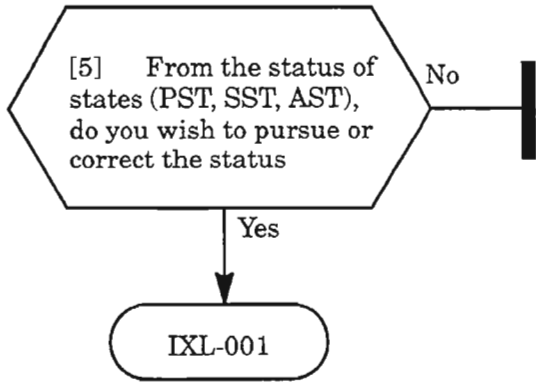 [5] From the status of
states (PST, SST, AST),
do you wish to pursue or
correct the status
No
Yes
IXL-001